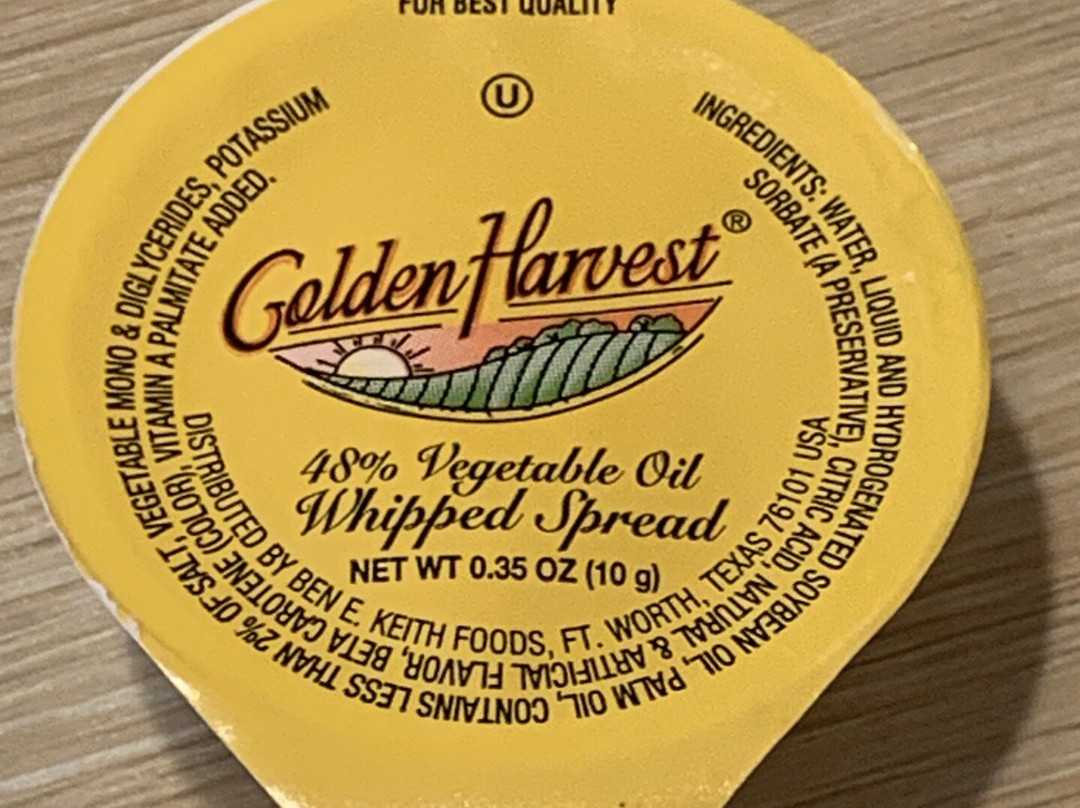 FOR BEST QUALITY
U
Golden Harvest®
48% Vegetable Oil
Whipped Spread
NET WT 0.35 OZ (10 g)
INGREDIENTS: WATER, LIQUID AND HYDROGENATED SOYBEAN OIL, PALM OIL, CONTAINS LESS THAN 2% OF SALT, VEGETABLE MONO & DIGLYCERIDES, POTASSIUM
SORBATE (A PRESERVATIVE), CITRIC ACID, NATURAL & ARTIFICIAL FLAVOR, BETA CAROTENE (COLOR), VITAMIN A PALMITATE ADDED.
DISTRIBUTED BY BEN E. KEITH FOODS, FT. WORTH, TEXAS 76101 USA